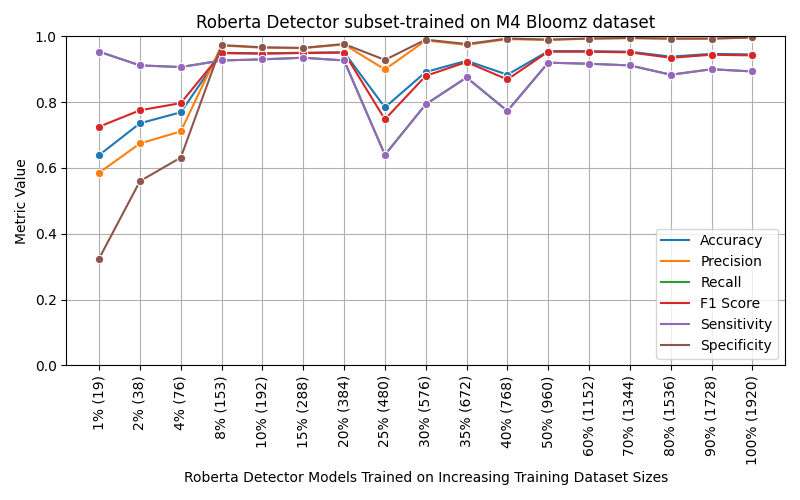 Roberta Detector subset-trained on M4 Bloomz dataset
Metric Value
1.0
0.8
0.6
0.4
0.2
0.0
Accuracy
Precision
Recall
F1 Score
Sensitivity
Specificity
1% (19)
2% (38)
4% (76)
8% (153)
10% (192)
15% (288)
20% (384)
25% (480)
30% (576)
35% (672)
40% (768)
50% (960)
60% (1152)
70% (1344)
80% (1536)
90% (1728)
100% (1920)
Roberta Detector Models Trained on Increasing Training Dataset Sizes